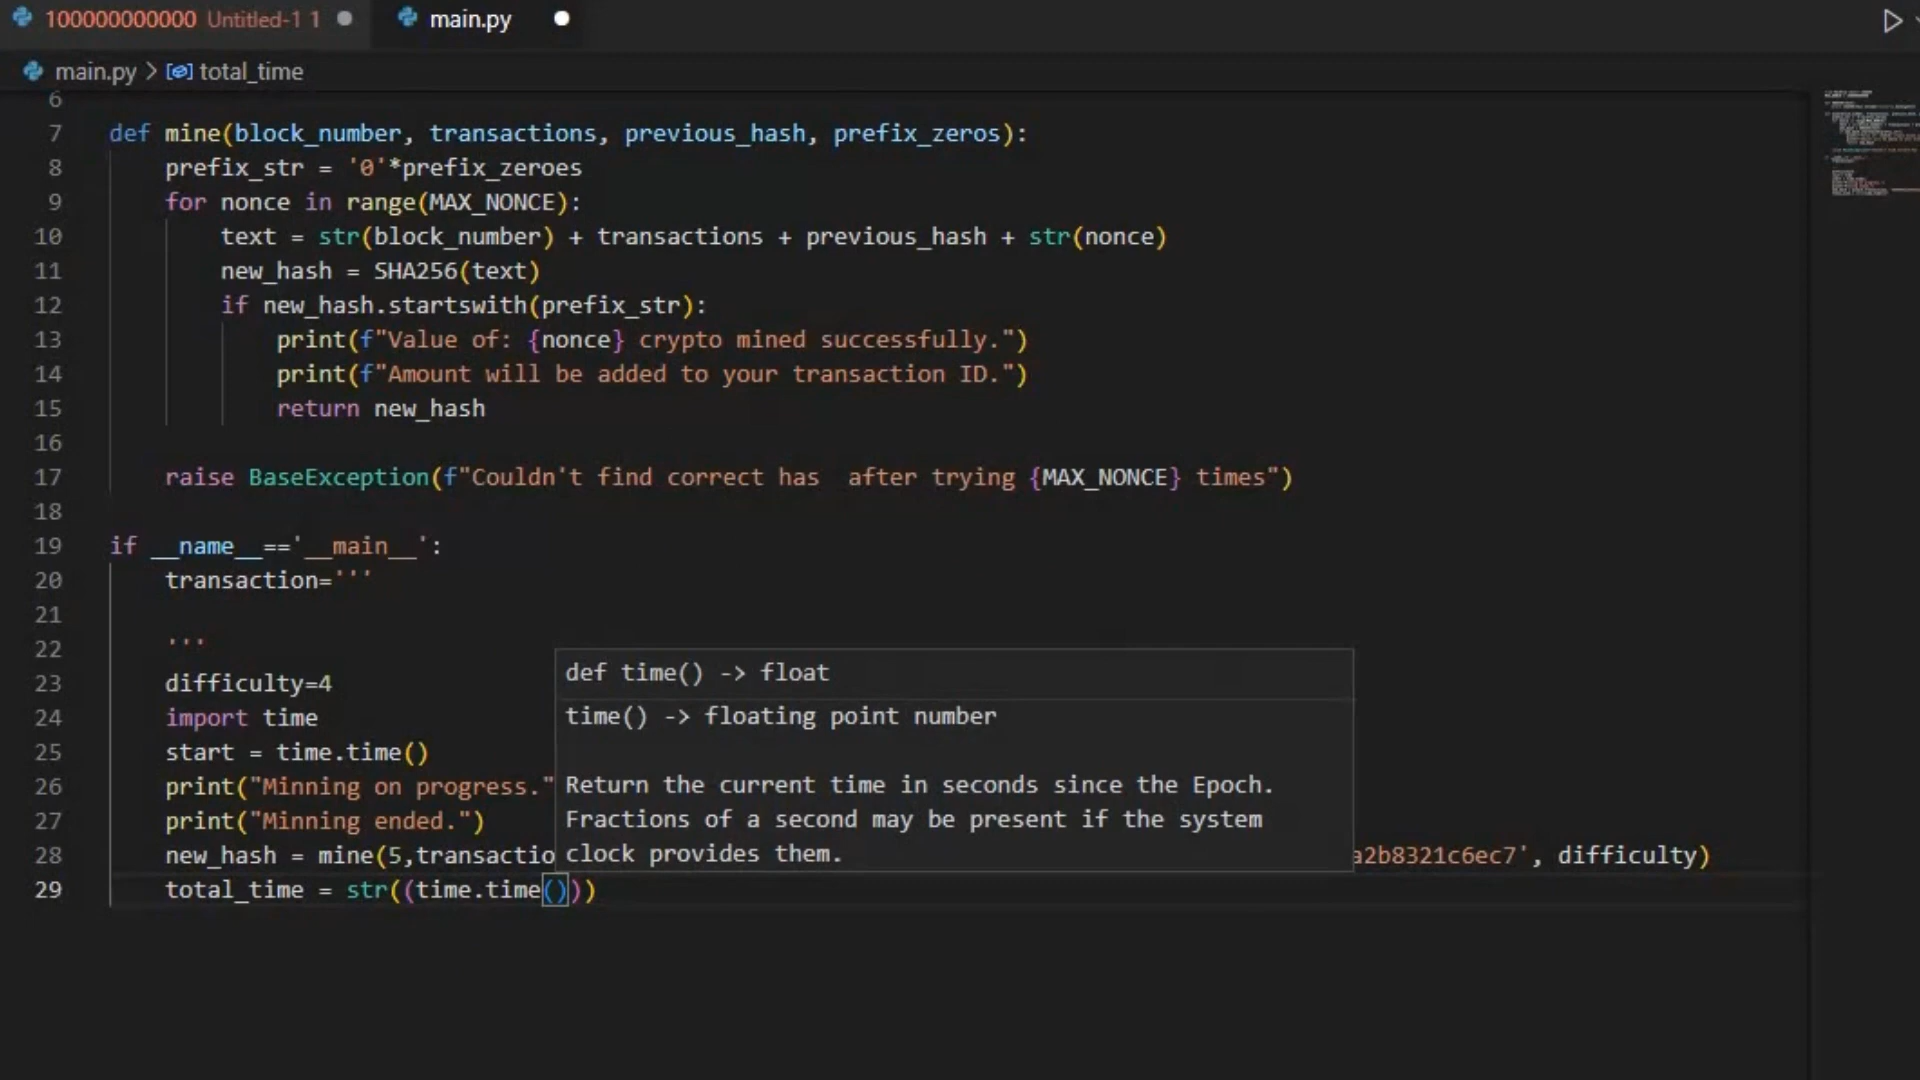 100000000000 Untitled-1 1
main.py
main.py > total_time
6
7 def mine(block_number, transactions, previous_hash, prefix_zeros):
8 prefix_str = '0'*prefix_zeroes
9 for nonce in range(MAX_NONCE):
10 text = str(block_number) + transactions + previous_hash + str(nonce)
11 new_hash = SHA256(text)
12 if new_hash.startswith(prefix_str):
13 print(f"Value of: {nonce} crypto mined successfully.")
14 print(f"Amount will be added to your transaction ID.")
15 return new_hash
16
17 raise BaseException(f"Couldn't find correct has  after trying {MAX_NONCE} times")
18
19 if __name__=='__main__':
20 transaction='''
21
22 '''
23 difficulty=4
24 import time
25 start = time.time()
26 print("Minning on progress."
27 print("Minning ended.")
28 new_hash = mine(5,transactio a2b8321c6ec7', difficulty)
29 total_time = str((time.time()))
def time() -> float
time() -> floating point number
Return the current time in seconds since the Epoch.
Fractions of a second may be present if the system
clock provides them.